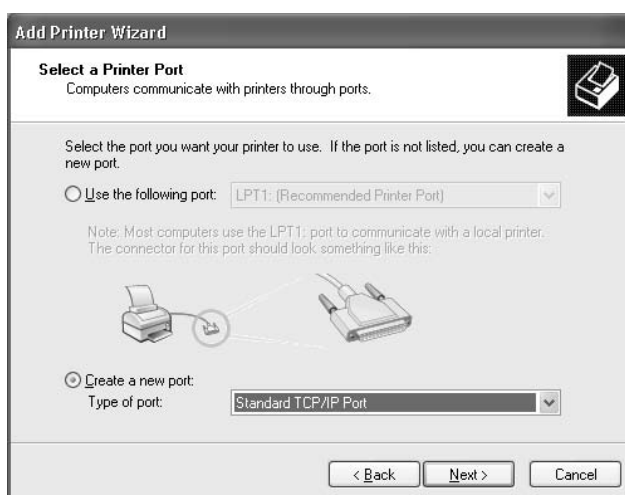 Add Printer Wizard
Select a Printer Port
Computers communicate with printers through ports.
Select the port you want your printer to use. If the port is not listed, you can create a
new port.
Use the following port: LPT1: (Recommended Printer Port)
Note: Most computers use the LPT1: port to communicate with a local printer.
The connector for this port should look something like this:
Create a new port:
Type of port: Standard TCP/IP Port
< Back Next > Cancel